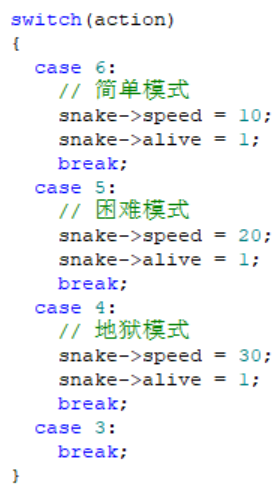 switch(action)
{
  case 6:
    // 简单模式
    snake->speed = 10;
    snake->alive = 1;
    break;
  case 5:
    // 困难模式
    snake->speed = 20;
    snake->alive = 1;
    break;
  case 4:
    // 地狱模式
    snake->speed = 30;
    snake->alive = 1;
    break;
  case 3:
    break;
}